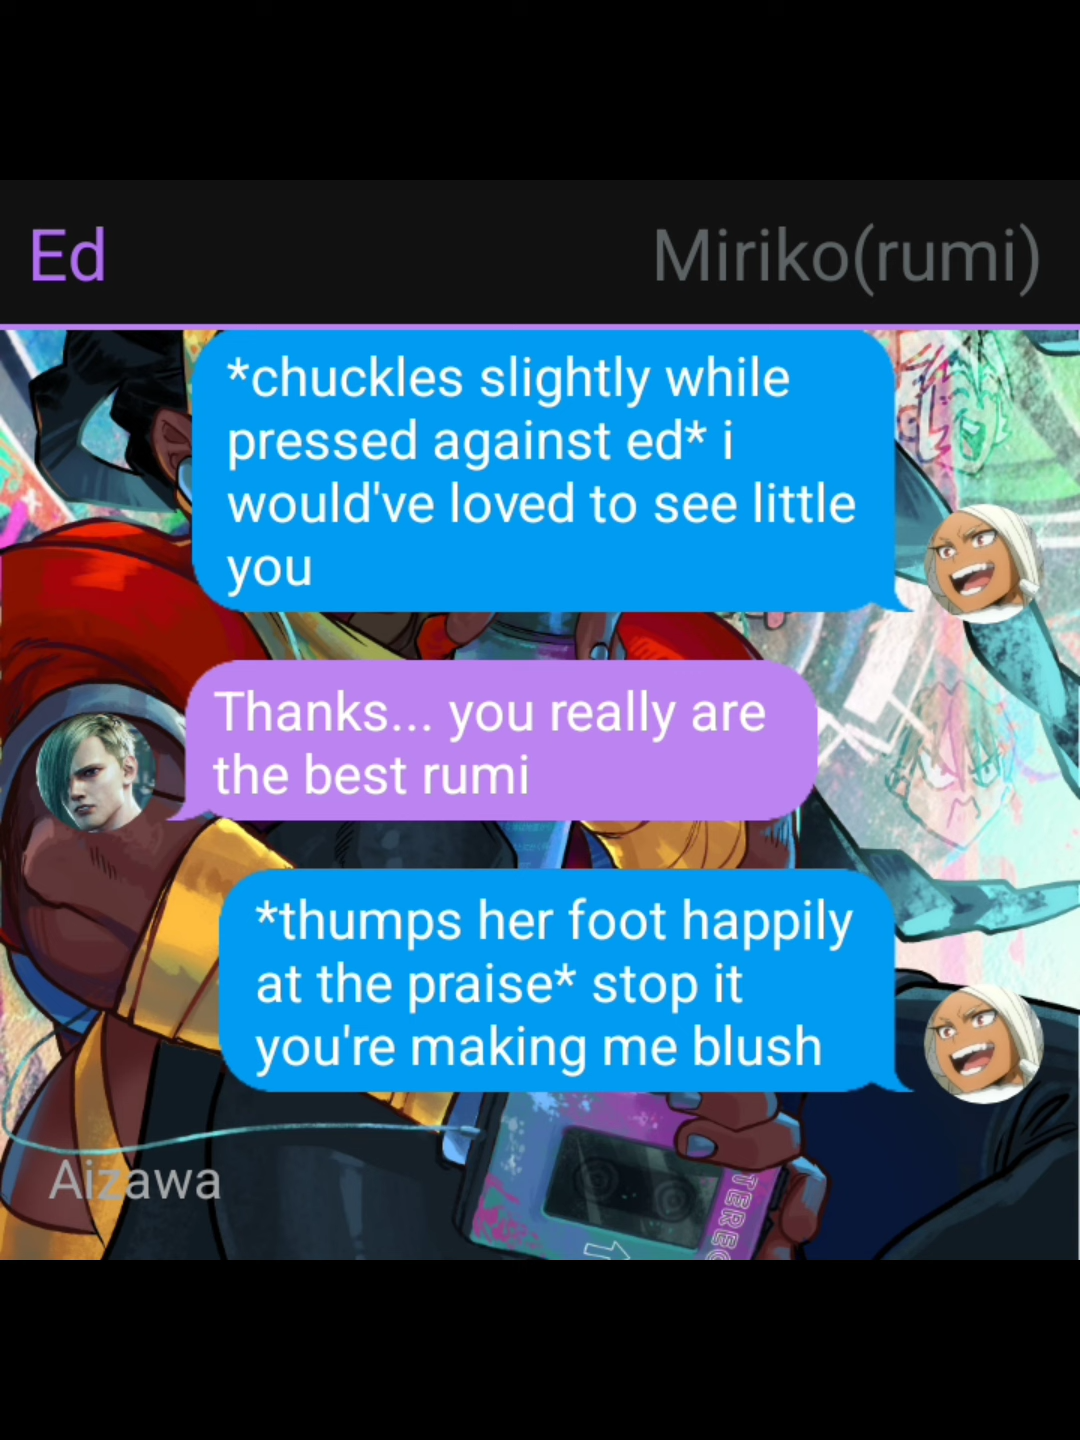 Ed
Miriko(rumi)
*chuckles slightly while
pressed against ed* i
would've loved to see little
you
Thanks... you really are
the best rumi
*thumps her foot happily
at the praise* stop it
you're making me blush
Aizawa